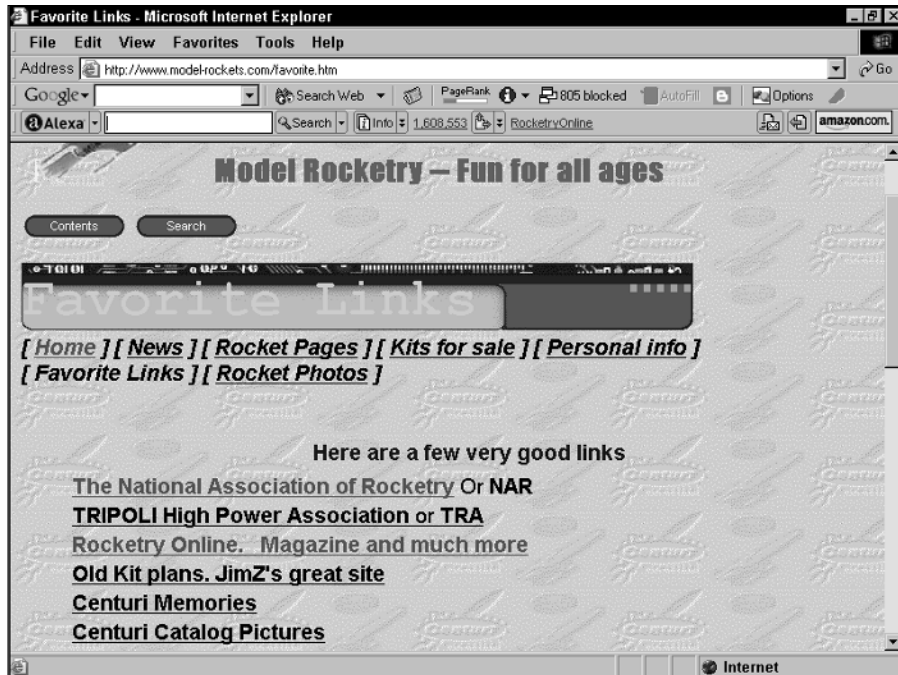 Favorite Links - Microsoft Internet Explorer
File Edit View Favorites Tools Help
Address http://www.model-rockets.com/favorite.htm Go
Google Search Web PageRank 805 blocked AutoFill Options
Alexa Search Info 1,608,553 RocketryOnline amazon.com.
Model Rocketry – Fun for all ages
Contents Search
Favorite Links
[ Home ] [ News ] [ Rocket Pages ] [ Kits for sale ] [ Personal info ]
[ Favorite Links ] [ Rocket Photos ]
Here are a few very good links
The National Association of Rocketry Or NAR
TRIPOLI High Power Association or TRA
Rocketry Online. Magazine and much more
Old Kit plans. JimZ's great site
Centuri Memories
Centuri Catalog Pictures
Internet